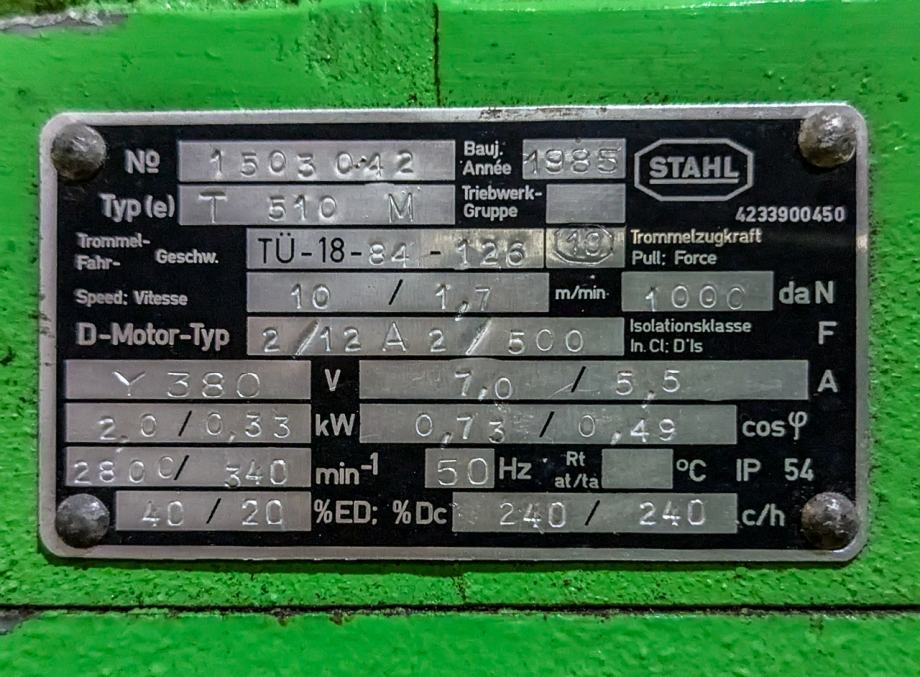 No 1503042 Bauj. Année 1985 STAHL
Typ(e) T 510 M Triebwerk-Gruppe
4233900450
Trommel- Fahr- Geschw. TÜ-18-84-126 19 Trommelzugkraft
Pull; Force
Speed; Vitesse 10 / 1,7 m/min 1000 daN
D-Motor-Typ 2/12 A 2/500 Isolationsklasse In. Cl; D'Is F
Y 380 V 7,0 / 5,5 A
2,0 / 0,33 kW 0,73 / 0,49 cosφ
2800/ 340 min-1 50 Hz Rt at/ta °C IP 54
40 / 20 %ED; %Dc 240 / 240 c/h